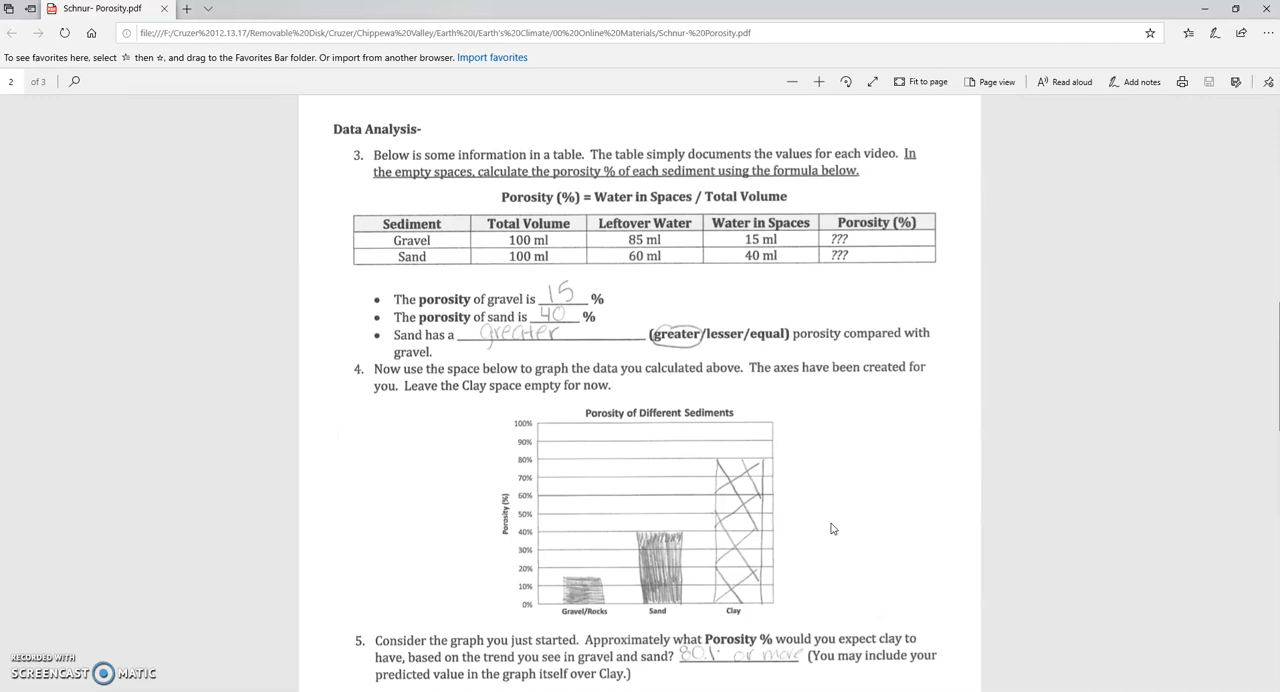 Schnur- Porosity.pdf
file:///F:/Cruzer%2012.13.17/Removable%20Disk/Cruzer/Chippewa%20Valley/Earth%20I/Earth's%20Climate/00%20Online%20Materials/Schnur-%20Porosity.pdf
To see favorites here, select ☆ then ☆, and drag to the Favorites Bar folder. Or import from another browser. Import favorites
2 of 3 Fit to page Page view Read aloud Add notes
Data Analysis-
3. Below is some information in a table. The table simply documents the values for each video. In
the empty spaces, calculate the porosity % of each sediment using the formula below.
Porosity (%) = Water in Spaces / Total Volume
Sediment Total Volume Leftover Water Water in Spaces Porosity (%)
Gravel 100 ml 85 ml 15 ml ???
Sand 100 ml 60 ml 40 ml ???
• The porosity of gravel is 15 %
• The porosity of sand is 40 %
• Sand has a greater (greater/lesser/equal) porosity compared with
gravel.
4. Now use the space below to graph the data you calculated above. The axes have been created for
you. Leave the Clay space empty for now.
Porosity of Different Sediments
100%
90%
80%
70%
60%
50%
40%
30%
20%
10%
0%
Porosity (%)
Gravel/Rocks Sand Clay
5. Consider the graph you just started. Approximately what Porosity % would you expect clay to
have, based on the trend you see in gravel and sand? 80% or more (You may include your
predicted value in the graph itself over Clay.)
RECORDED WITH
SCREENCAST MATIC